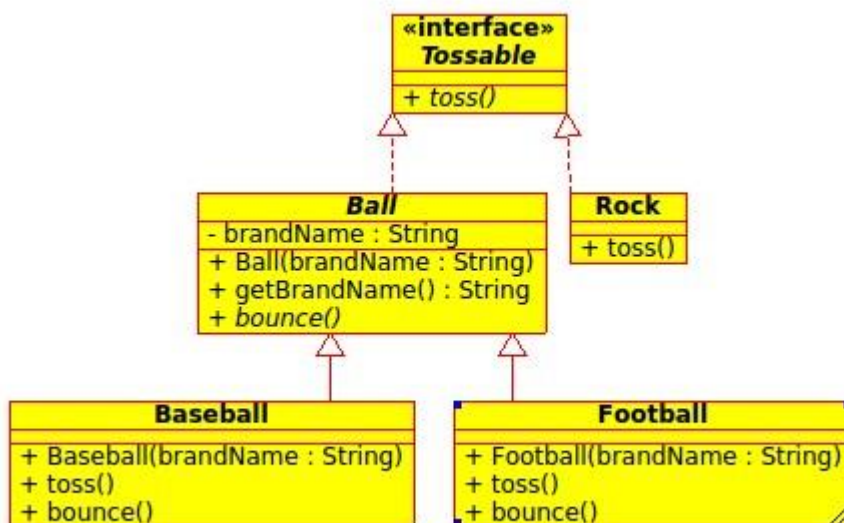 «interface»
Tossable
+ toss()
Ball
- brandName : String
+ Ball(brandName : String)
+ getBrandName() : String
+ bounce()
Rock
+ toss()
Baseball
+ Baseball(brandName : String)
+ toss()
+ bounce()
Football
+ Football(brandName : String)
+ toss()
+ bounce()